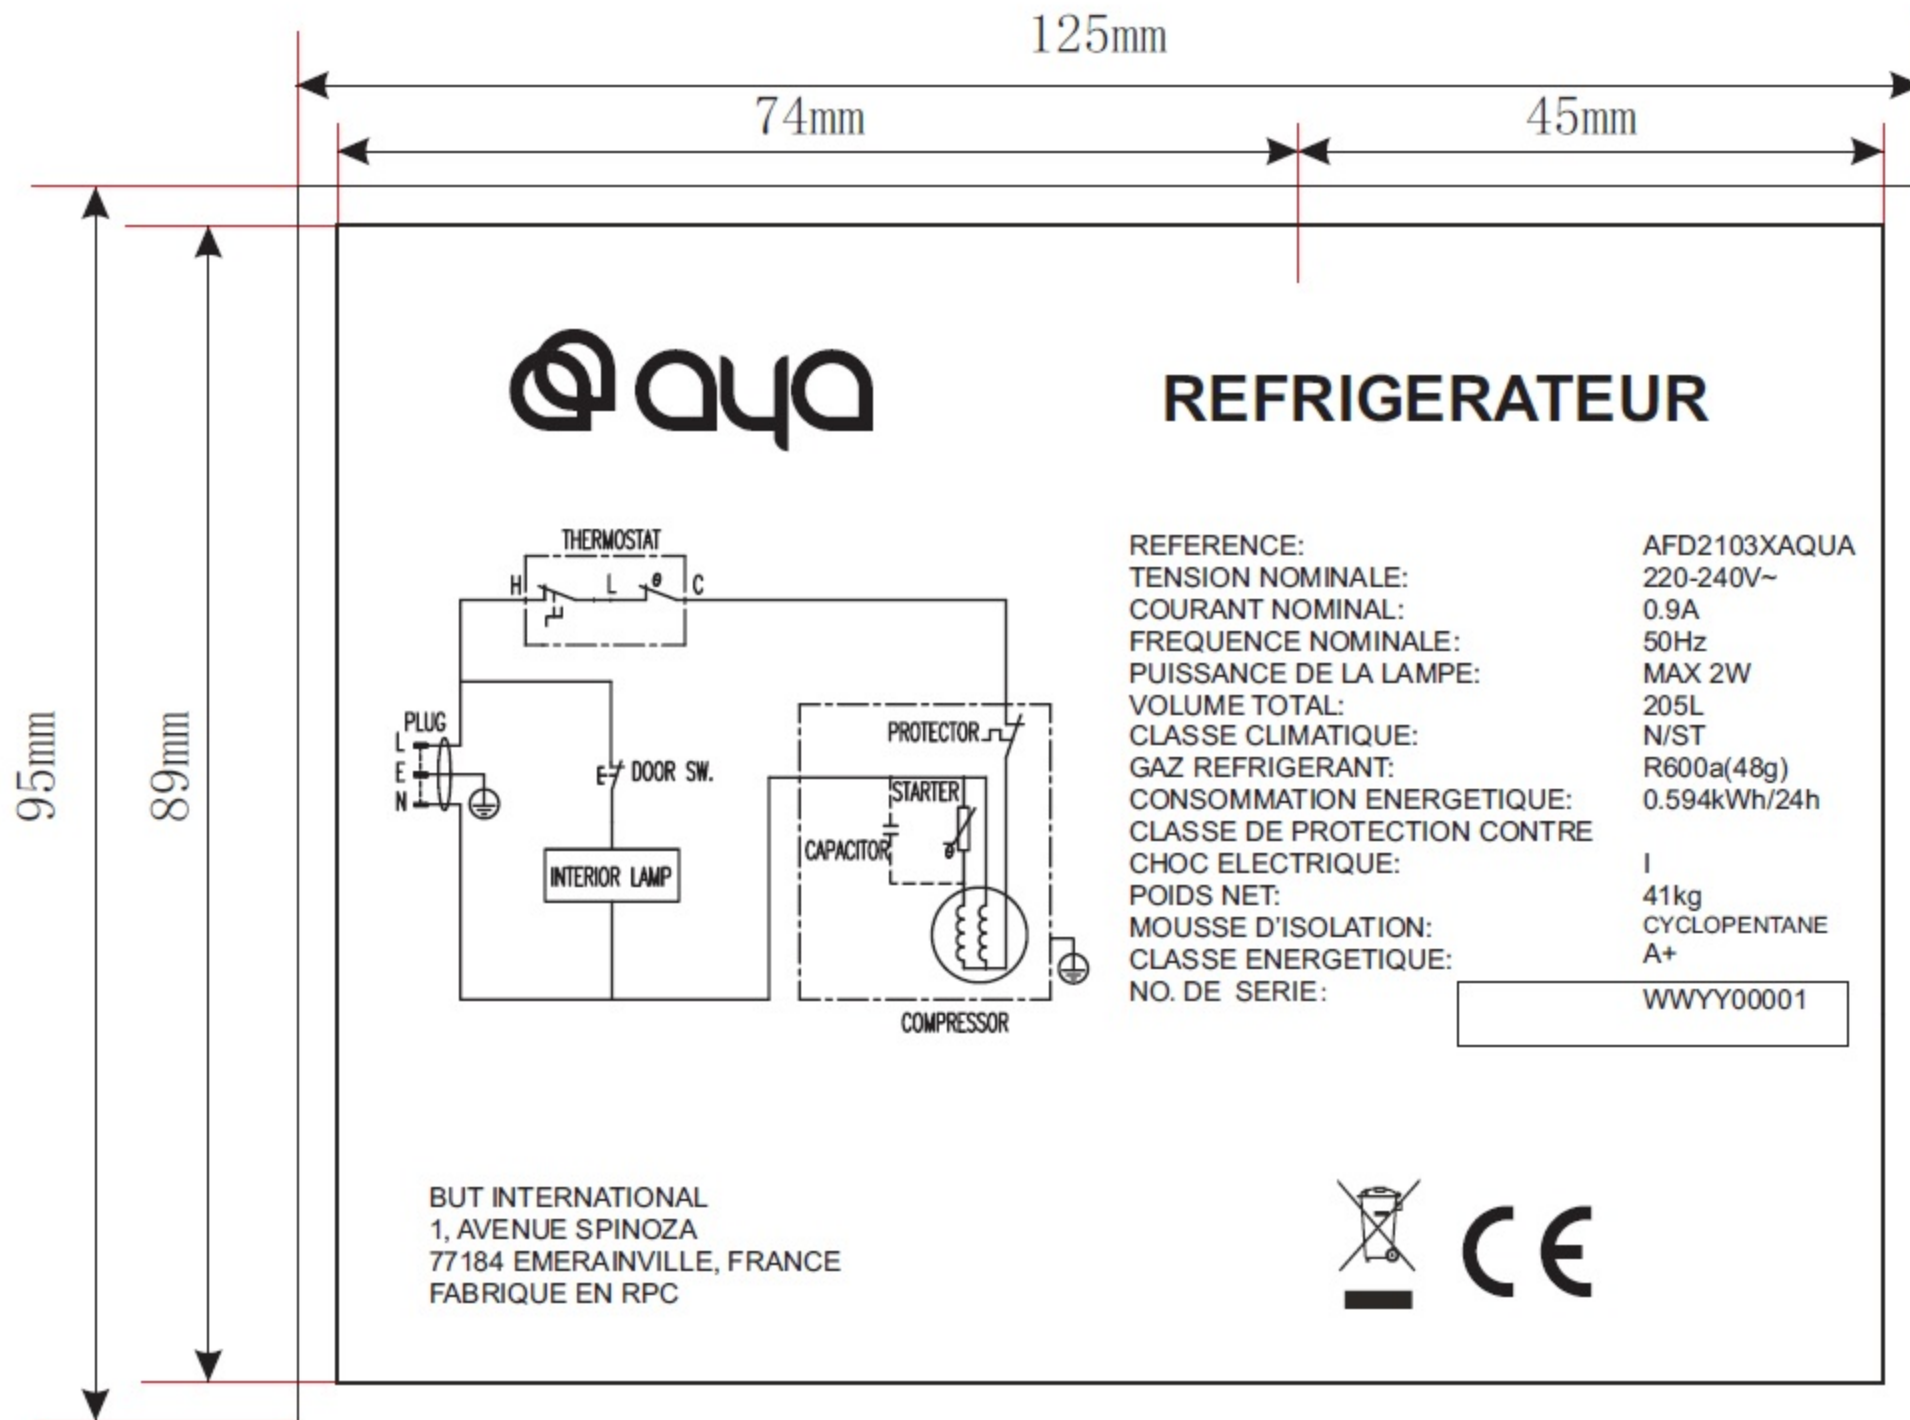 125mm
74mm
45mm
95mm
89mm
aya
REFRIGERATEUR
THERMOSTAT
H
L
θ
C
PLUG
L
E
N
DOOR SW.
INTERIOR LAMP
PROTECTOR
STARTER
CAPACITOR
θ
COMPRESSOR
REFERENCE: AFD2103XAQUA
TENSION NOMINALE: 220-240V~
COURANT NOMINAL: 0.9A
FREQUENCE NOMINALE: 50Hz
PUISSANCE DE LA LAMPE: MAX 2W
VOLUME TOTAL: 205L
CLASSE CLIMATIQUE: N/ST
GAZ REFRIGERANT: R600a(48g)
CONSOMMATION ENERGETIQUE: 0.594kWh/24h
CLASSE DE PROTECTION CONTRE
CHOC ELECTRIQUE: I
POIDS NET: 41kg
MOUSSE D'ISOLATION: CYCLOPENTANE
CLASSE ENERGETIQUE: A+
NO. DE SERIE: WWYY00001
BUT INTERNATIONAL
1, AVENUE SPINOZA
77184 EMERAINVILLE, FRANCE
FABRIQUE EN RPC
CE